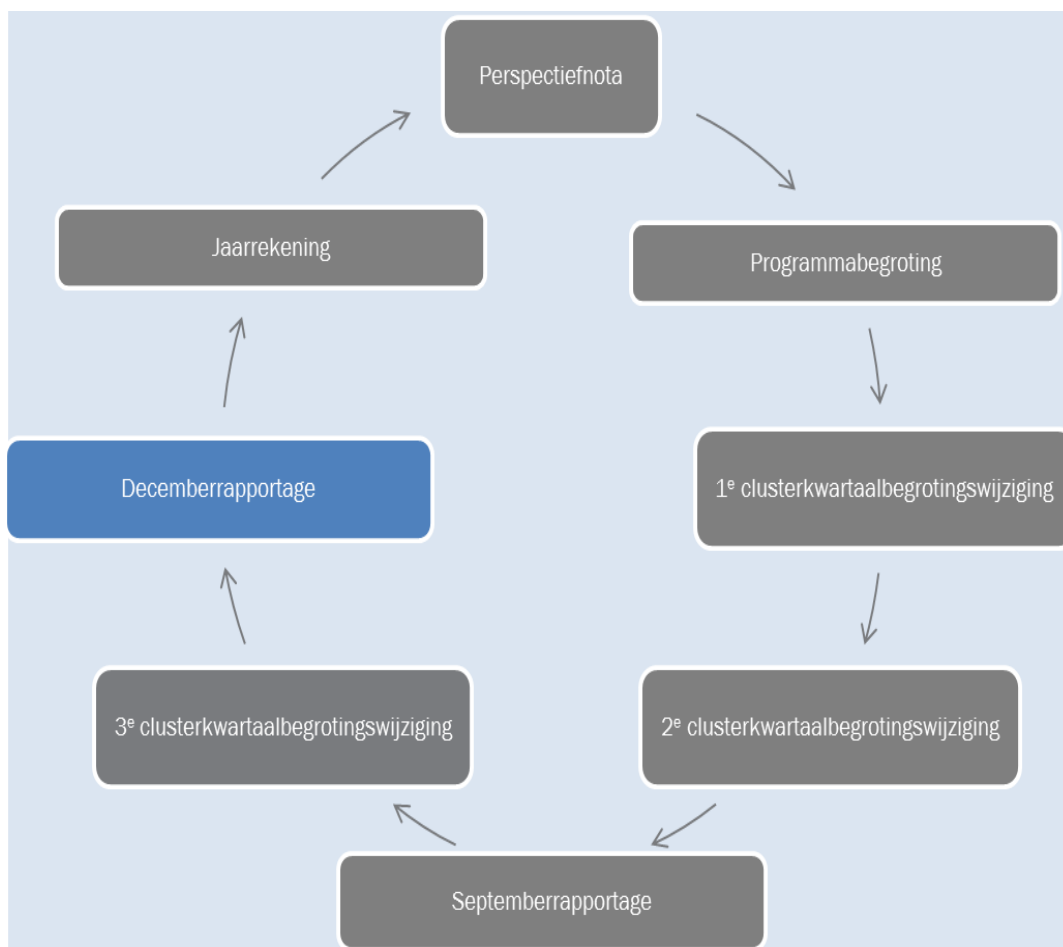 Perspectiefnota
Programmabegroting
1e clusterkwartaalbegrotingswijziging
2e clusterkwartaalbegrotingswijziging
Septemberrapportage
3e clusterkwartaalbegrotingswijziging
Decemberrapportage
Jaarrekening